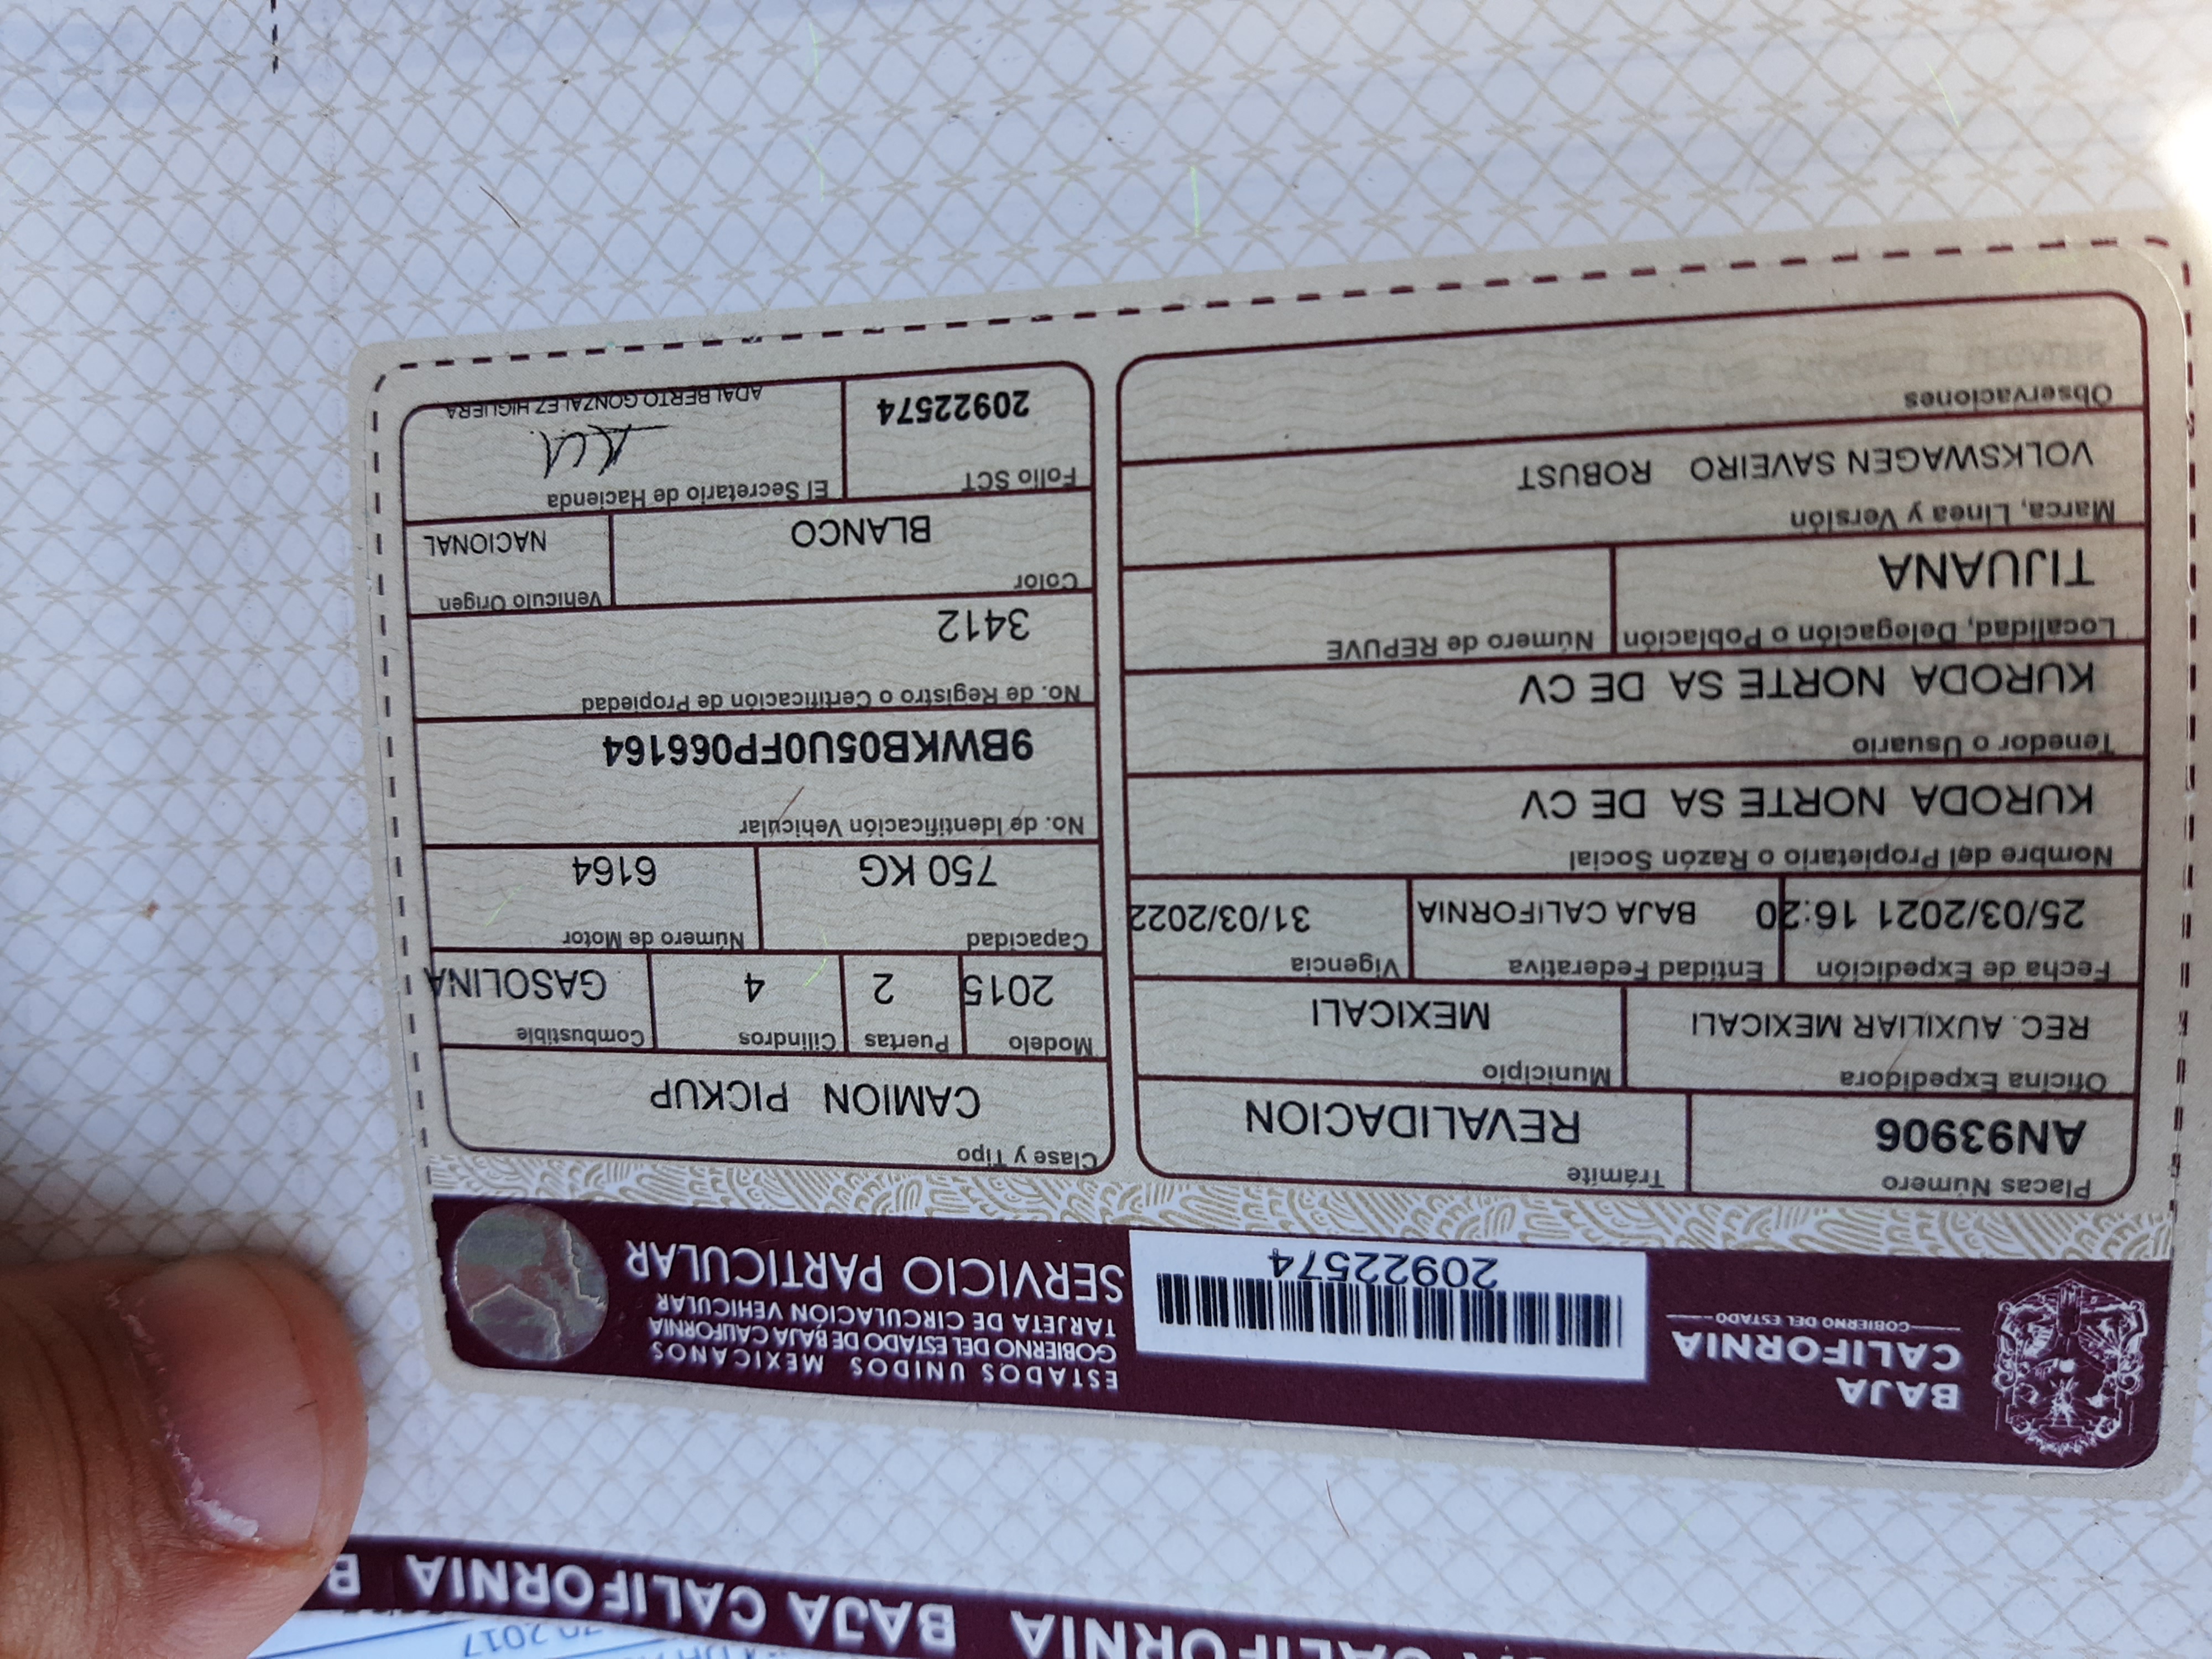 BAJA CALIFORNIA BAJA CALIFORNIA B
BAJA
CALIFORNIA
GOBIERNO DEL ESTADO
20922574
ESTADOS UNIDOS MEXICANOS
GOBIERNO DEL ESTADO DE BAJA CALIFORNIA
TARJETA DE CIRCULACIÓN VEHICULAR
SERVICIO PARTICULAR
Placas Número
AN93906
Trámite
REVALIDACION
Oficina Expedidora
REC. AUXILIAR MEXICALI
Municipio
MEXICALI
Fecha de Expedición
25/03/2021 16:20
Entidad Federativa
BAJA CALIFORNIA
Vigencia
31/03/2022
Nombre del Propietario o Razón Social
KURODA NORTE SA DE CV
Tenedor o Usuario
KURODA NORTE SA DE CV
Localidad, Delegación o Población
TIJUANA
Número de REPUVE
Marca, Línea y Versión
VOLKSWAGEN SAVEIRO ROBUST
Observaciones
Clase y Tipo
CAMION PICKUP
Modelo
2015
Puertas
2
Cilindros
4
Combustible
GASOLINA
Capacidad
750 KG
Número de Motor
6164
No. de Identificación Vehicular
9BWKB05U0FP066164
No. de Registro o Certificación de Propiedad
3412
Color
BLANCO
Vehículo Origen
NACIONAL
Folio SCT
20922574
El Secretario de Hacienda
ADALBERTO GONZALEZ HIGUERA
2017